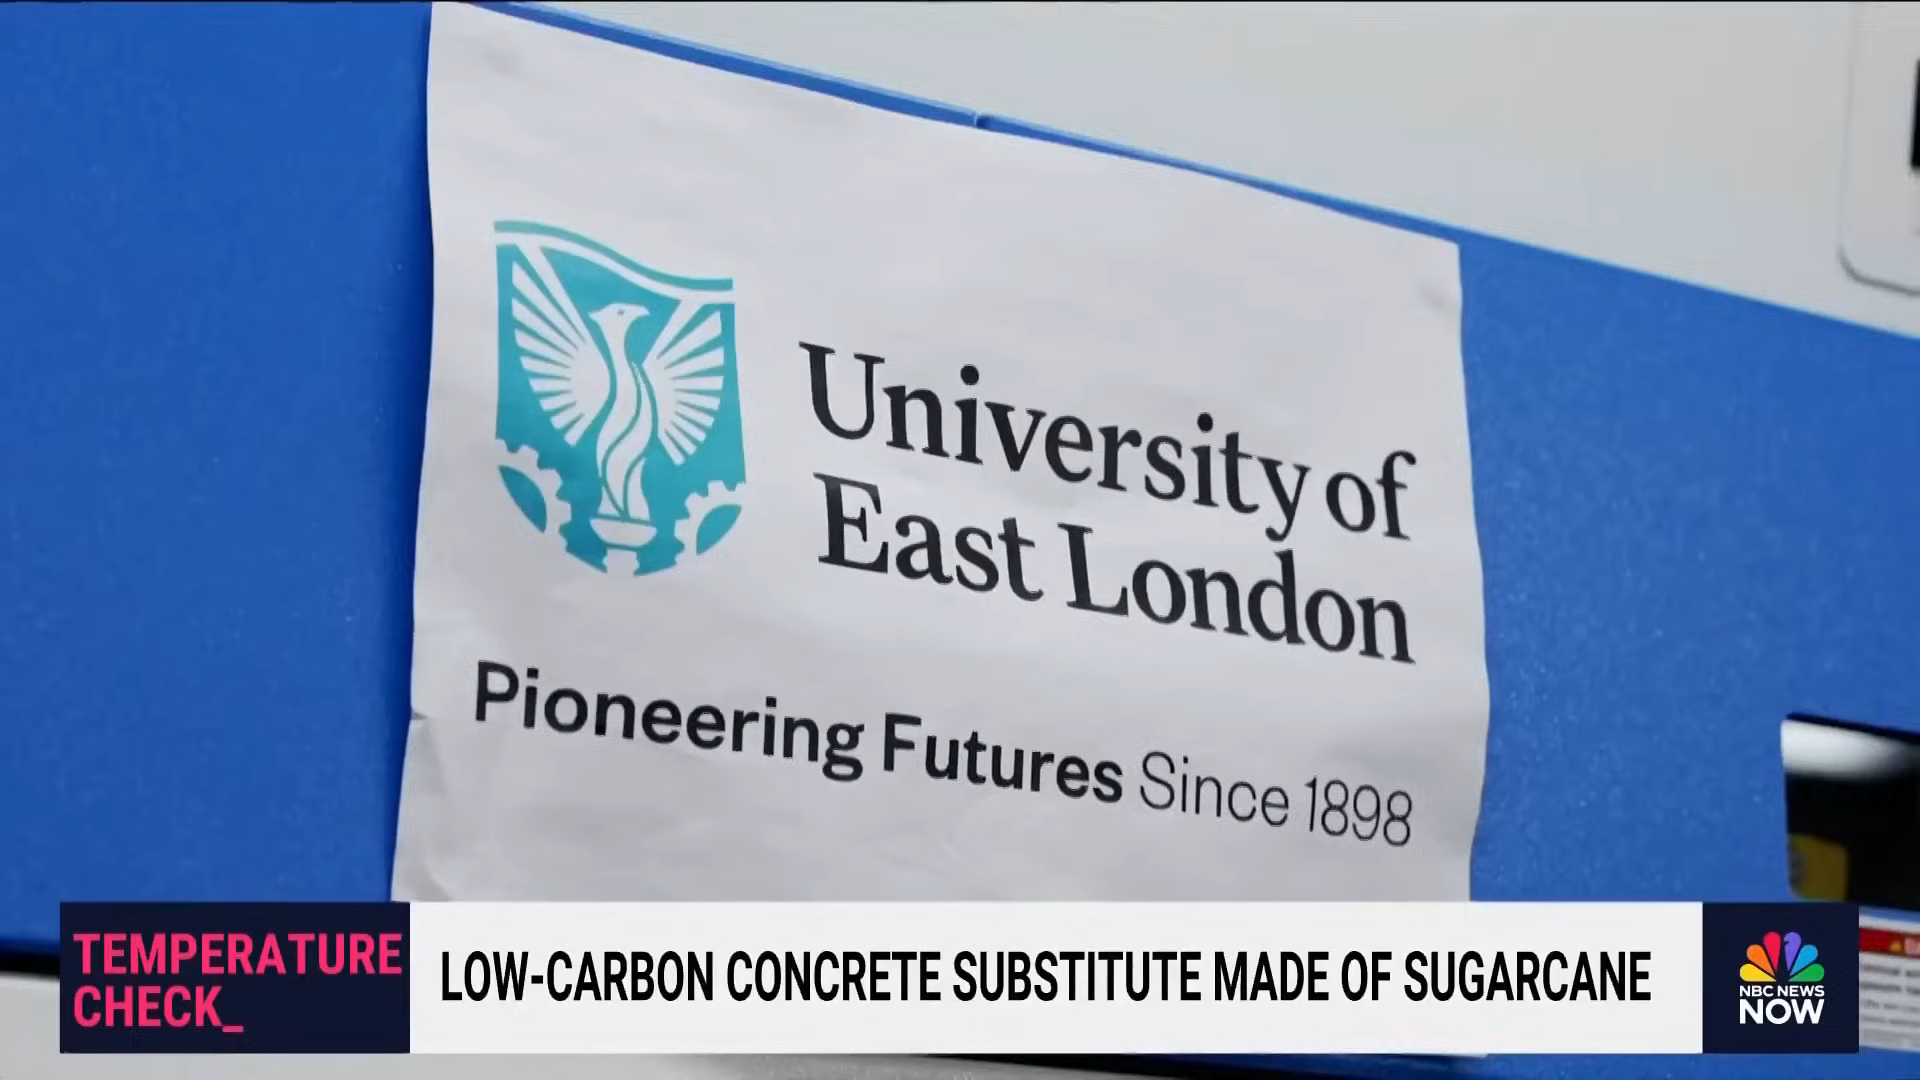 University of
East London
Pioneering Futures Since 1898
TEMPERATURE
CHECK_
LOW-CARBON CONCRETE SUBSTITUTE MADE OF SUGARCANE
NBC NEWS
NOW